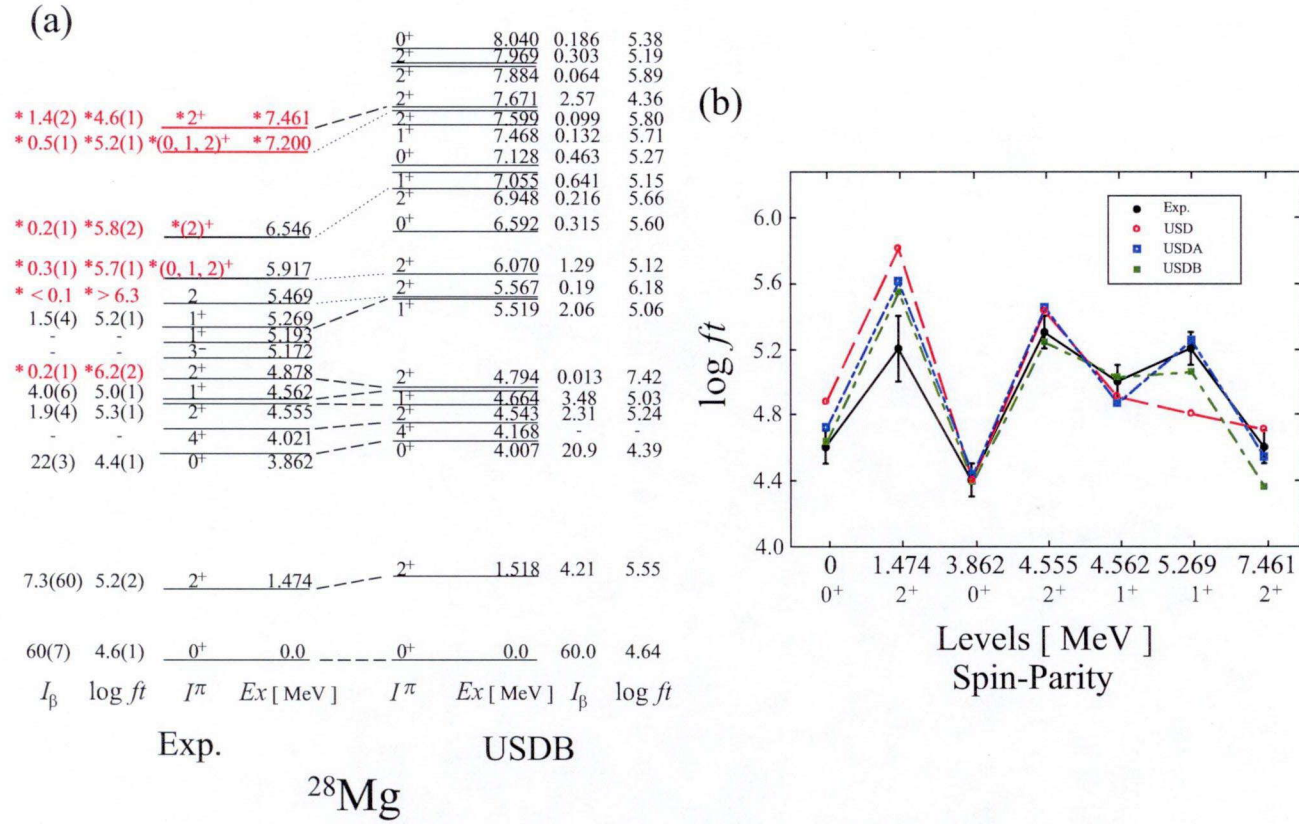 (a)
0+ 8.040 0.186 5.38
2+ 7.969 0.303 5.19
2+ 7.884 0.064 5.89
2+ 7.671 2.57 4.36
*1.4(2) *4.6(1) *2+ *7.461
2+ 7.599 0.099 5.80
1+ 7.468 0.132 5.71
*0.5(1) *5.2(1) *(0, 1, 2)+ *7.200
0+ 7.128 0.463 5.27
1+ 7.055 0.641 5.15
2+ 6.948 0.216 5.66
*0.2(1) *5.8(2) *(2)+ 6.546
0+ 6.592 0.315 5.60
*0.3(1) *5.7(1) *(0, 1, 2)+ 5.917
2+ 6.070 1.29 5.12
* < 0.1 * > 6.3 2 5.469
2+ 5.567 0.19 6.18
1.5(4) 5.2(1) 1+ 5.269
1+ 5.519 2.06 5.06
- - 1+ 5.193
- - 3− 5.172
*0.2(1) *6.2(2) 2+ 4.878
2+ 4.794 0.013 7.42
4.0(6) 5.0(1) 1+ 4.562
1+ 4.664 3.48 5.03
1.9(4) 5.3(1) 2+ 4.555
2+ 4.543 2.31 5.24
- - 4+ 4.021
4+ 4.168 - -
22(3) 4.4(1) 0+ 3.862
0+ 4.007 20.9 4.39
7.3(60) 5.2(2) 2+ 1.474
2+ 1.518 4.21 5.55
60(7) 4.6(1) 0+ 0.0
0+ 0.0 60.0 4.64
Iβ log ft Iπ Ex [ MeV ] Iπ Ex [ MeV ] Iβ log ft
Exp. USDB
28Mg
(b)
log ft
6.0
5.6
5.2
4.8
4.4
4.0
Exp.
USD
USDA
USDB
0 1.474 3.862 4.555 4.562 5.269 7.461
0+ 2+ 0+ 2+ 1+ 1+ 2+
Levels [ MeV ]
Spin-Parity